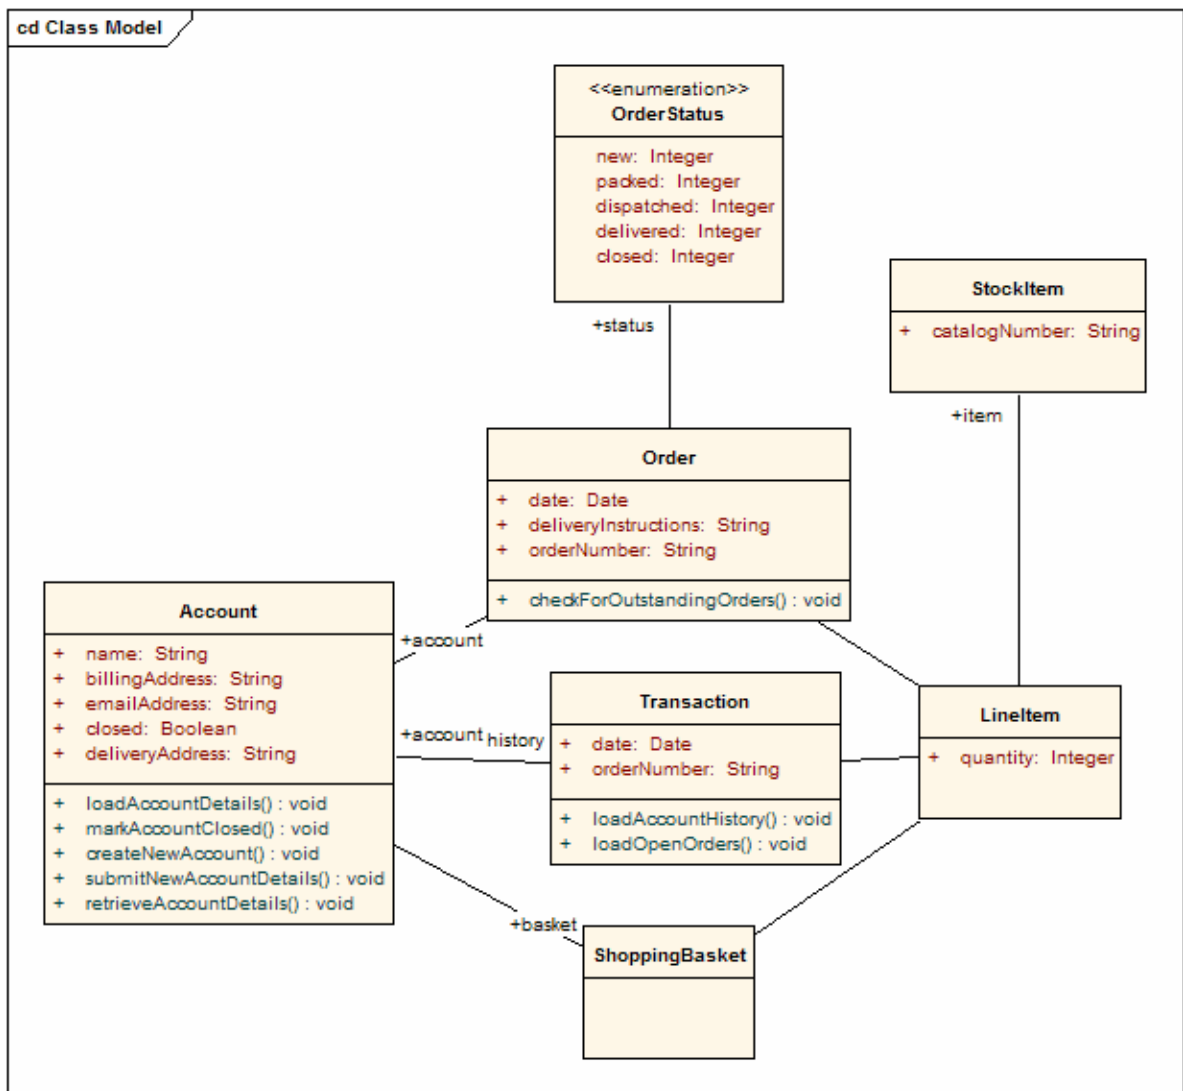 cd Class Model
<<enumeration>>
OrderStatus
new: Integer
packed: Integer
dispatched: Integer
delivered: Integer
closed: Integer
+status
StockItem
+ catalogNumber: String
+item
Order
+ date: Date
+ deliveryInstructions: String
+ orderNumber: String
+ checkForOutstandingOrders() : void
Account
+ name: String
+ billingAddress: String
+ emailAddress: String
+ closed: Boolean
+ deliveryAddress: String
+ loadAccountDetails() : void
+ markAccountClosed() : void
+ createNewAccount() : void
+ submitNewAccountDetails() : void
+ retrieveAccountDetails() : void
+account
+account
history
Transaction
+ date: Date
+ orderNumber: String
+ loadAccountHistory() : void
+ loadOpenOrders() : void
LineItem
+ quantity: Integer
+basket
ShoppingBasket